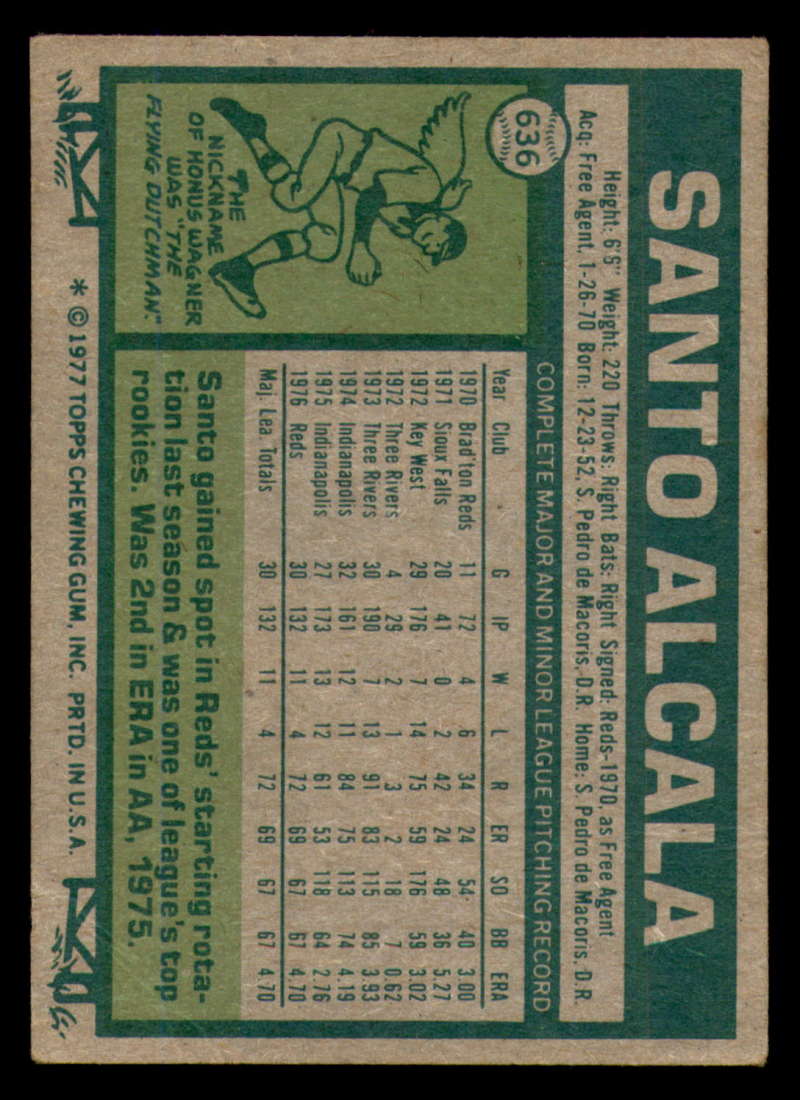 636
SANTO ALCALA
Height: 6'5" Weight: 220 Throws: Right Bats: Right Signed: Reds-1970, as Free Agent
Acq: Free Agent, 1-26-70 Born: 12-23-52, S. Pedro de Macoris, D.R. Home: S. Pedro de Macoris, D.R.
COMPLETE MAJOR AND MINOR LEAGUE PITCHING RECORD
Year Club G IP W L R ER SO BB ERA
1970 Brad'ton Reds 11 72 4 6 34 24 54 40 3.00
1971 Sioux Falls 20 41 0 2 42 24 48 36 5.27
1972 Key West 29 176 7 14 75 59 176 59 3.02
1972 Three Rivers 4 29 2 1 3 2 18 7 0.62
1973 Three Rivers 30 190 7 13 91 83 115 85 3.93
1974 Indianapolis 32 161 12 11 84 75 113 74 4.19
1975 Indianapolis 27 173 13 12 61 53 118 64 2.76
1976 Reds 30 132 11 4 72 69 67 67 4.70
Maj. Lea Totals 30 132 11 4 72 69 67 67 4.70
THE
NICKNAME
OF HONUS WAGNER
WAS "THE
FLYING DUTCHMAN".
Santo gained spot in Reds' starting rota-
tion last season & was one of league's top
rookies. Was 2nd in ERA in AA, 1975.
* © 1977 TOPPS CHEWING GUM, INC. PRTD. IN U.S.A.